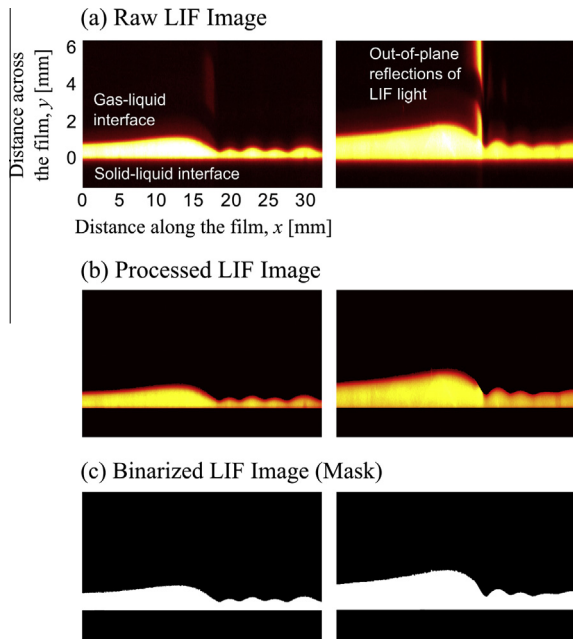 (a) Raw LIF Image
Distance across
the film, y [mm]
6
4
2
0
Gas-liquid
interface
Solid-liquid interface
Out-of-plane
reflections of
LIF light
0 5 10 15 20 25 30
Distance along the film, x [mm]
(b) Processed LIF Image
(c) Binarized LIF Image (Mask)